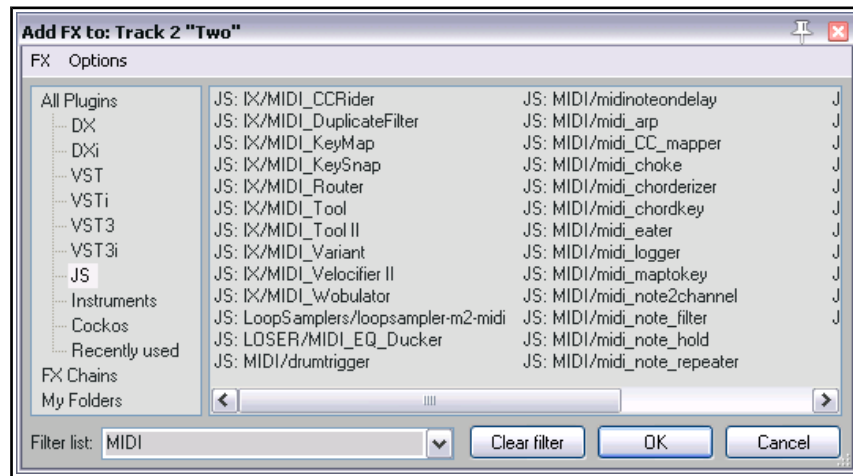 Add FX to: Track 2 "Two"
FX Options
All Plugins
DX
DXi
VST
VSTi
VST3
VST3i
JS
Instruments
Cockos
Recently used
FX Chains
My Folders
JS: IX/MIDI_CCRider
JS: IX/MIDI_DuplicateFilter
JS: IX/MIDI_KeyMap
JS: IX/MIDI_KeySnap
JS: IX/MIDI_Router
JS: IX/MIDI_Tool
JS: IX/MIDI_Tool II
JS: IX/MIDI_Variant
JS: IX/MIDI_Velocifier II
JS: IX/MIDI_Wobulator
JS: LoopSamplers/loopsampler-m2-midi
JS: LOSER/MIDI_EQ_Ducker
JS: MIDI/drumtrigger
JS: MIDI/midinoteondelay
JS: MIDI/midi_arp
JS: MIDI/midi_CC_mapper
JS: MIDI/midi_choke
JS: MIDI/midi_chorderizer
JS: MIDI/midi_chordkey
JS: MIDI/midi_eater
JS: MIDI/midi_logger
JS: MIDI/midi_maptokey
JS: MIDI/midi_note2channel
JS: MIDI/midi_note_filter
JS: MIDI/midi_note_hold
JS: MIDI/midi_note_repeater
Filter list: MIDI
Clear filter
OK
Cancel